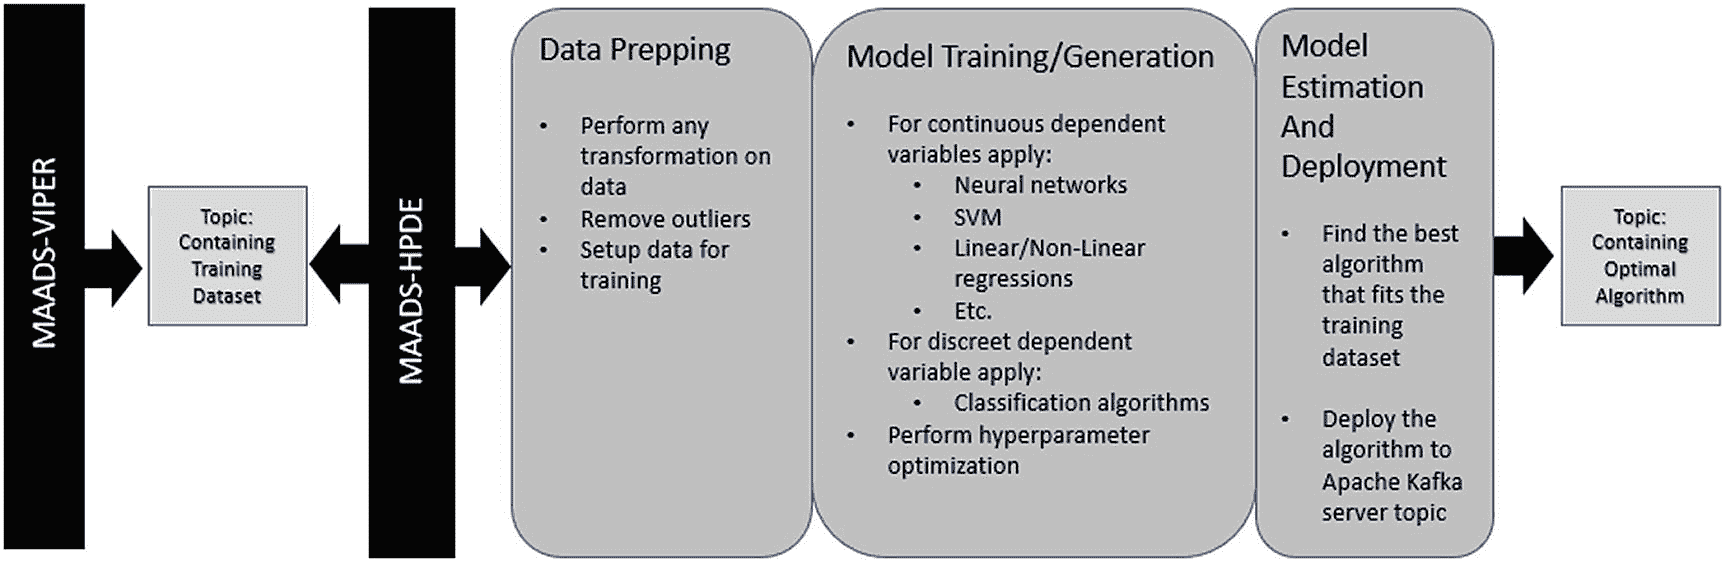 MAADS-VIPER
Topic:
Containing
Training
Dataset
MAADS-HPDE
Data Prepping
• Perform any
transformation on
data
• Remove outliers
• Setup data for
training
Model Training/Generation
• For continuous dependent
variables apply:
• Neural networks
• SVM
• Linear/Non-Linear
regressions
• Etc.
• For discreet dependent
variable apply:
• Classification algorithms
• Perform hyperparameter
optimization
Model
Estimation
And
Deployment
• Find the best
algorithm
that fits the
training
dataset
• Deploy the
algorithm to
Apache Kafka
server topic
Topic:
Containing
Optimal
Algorithm